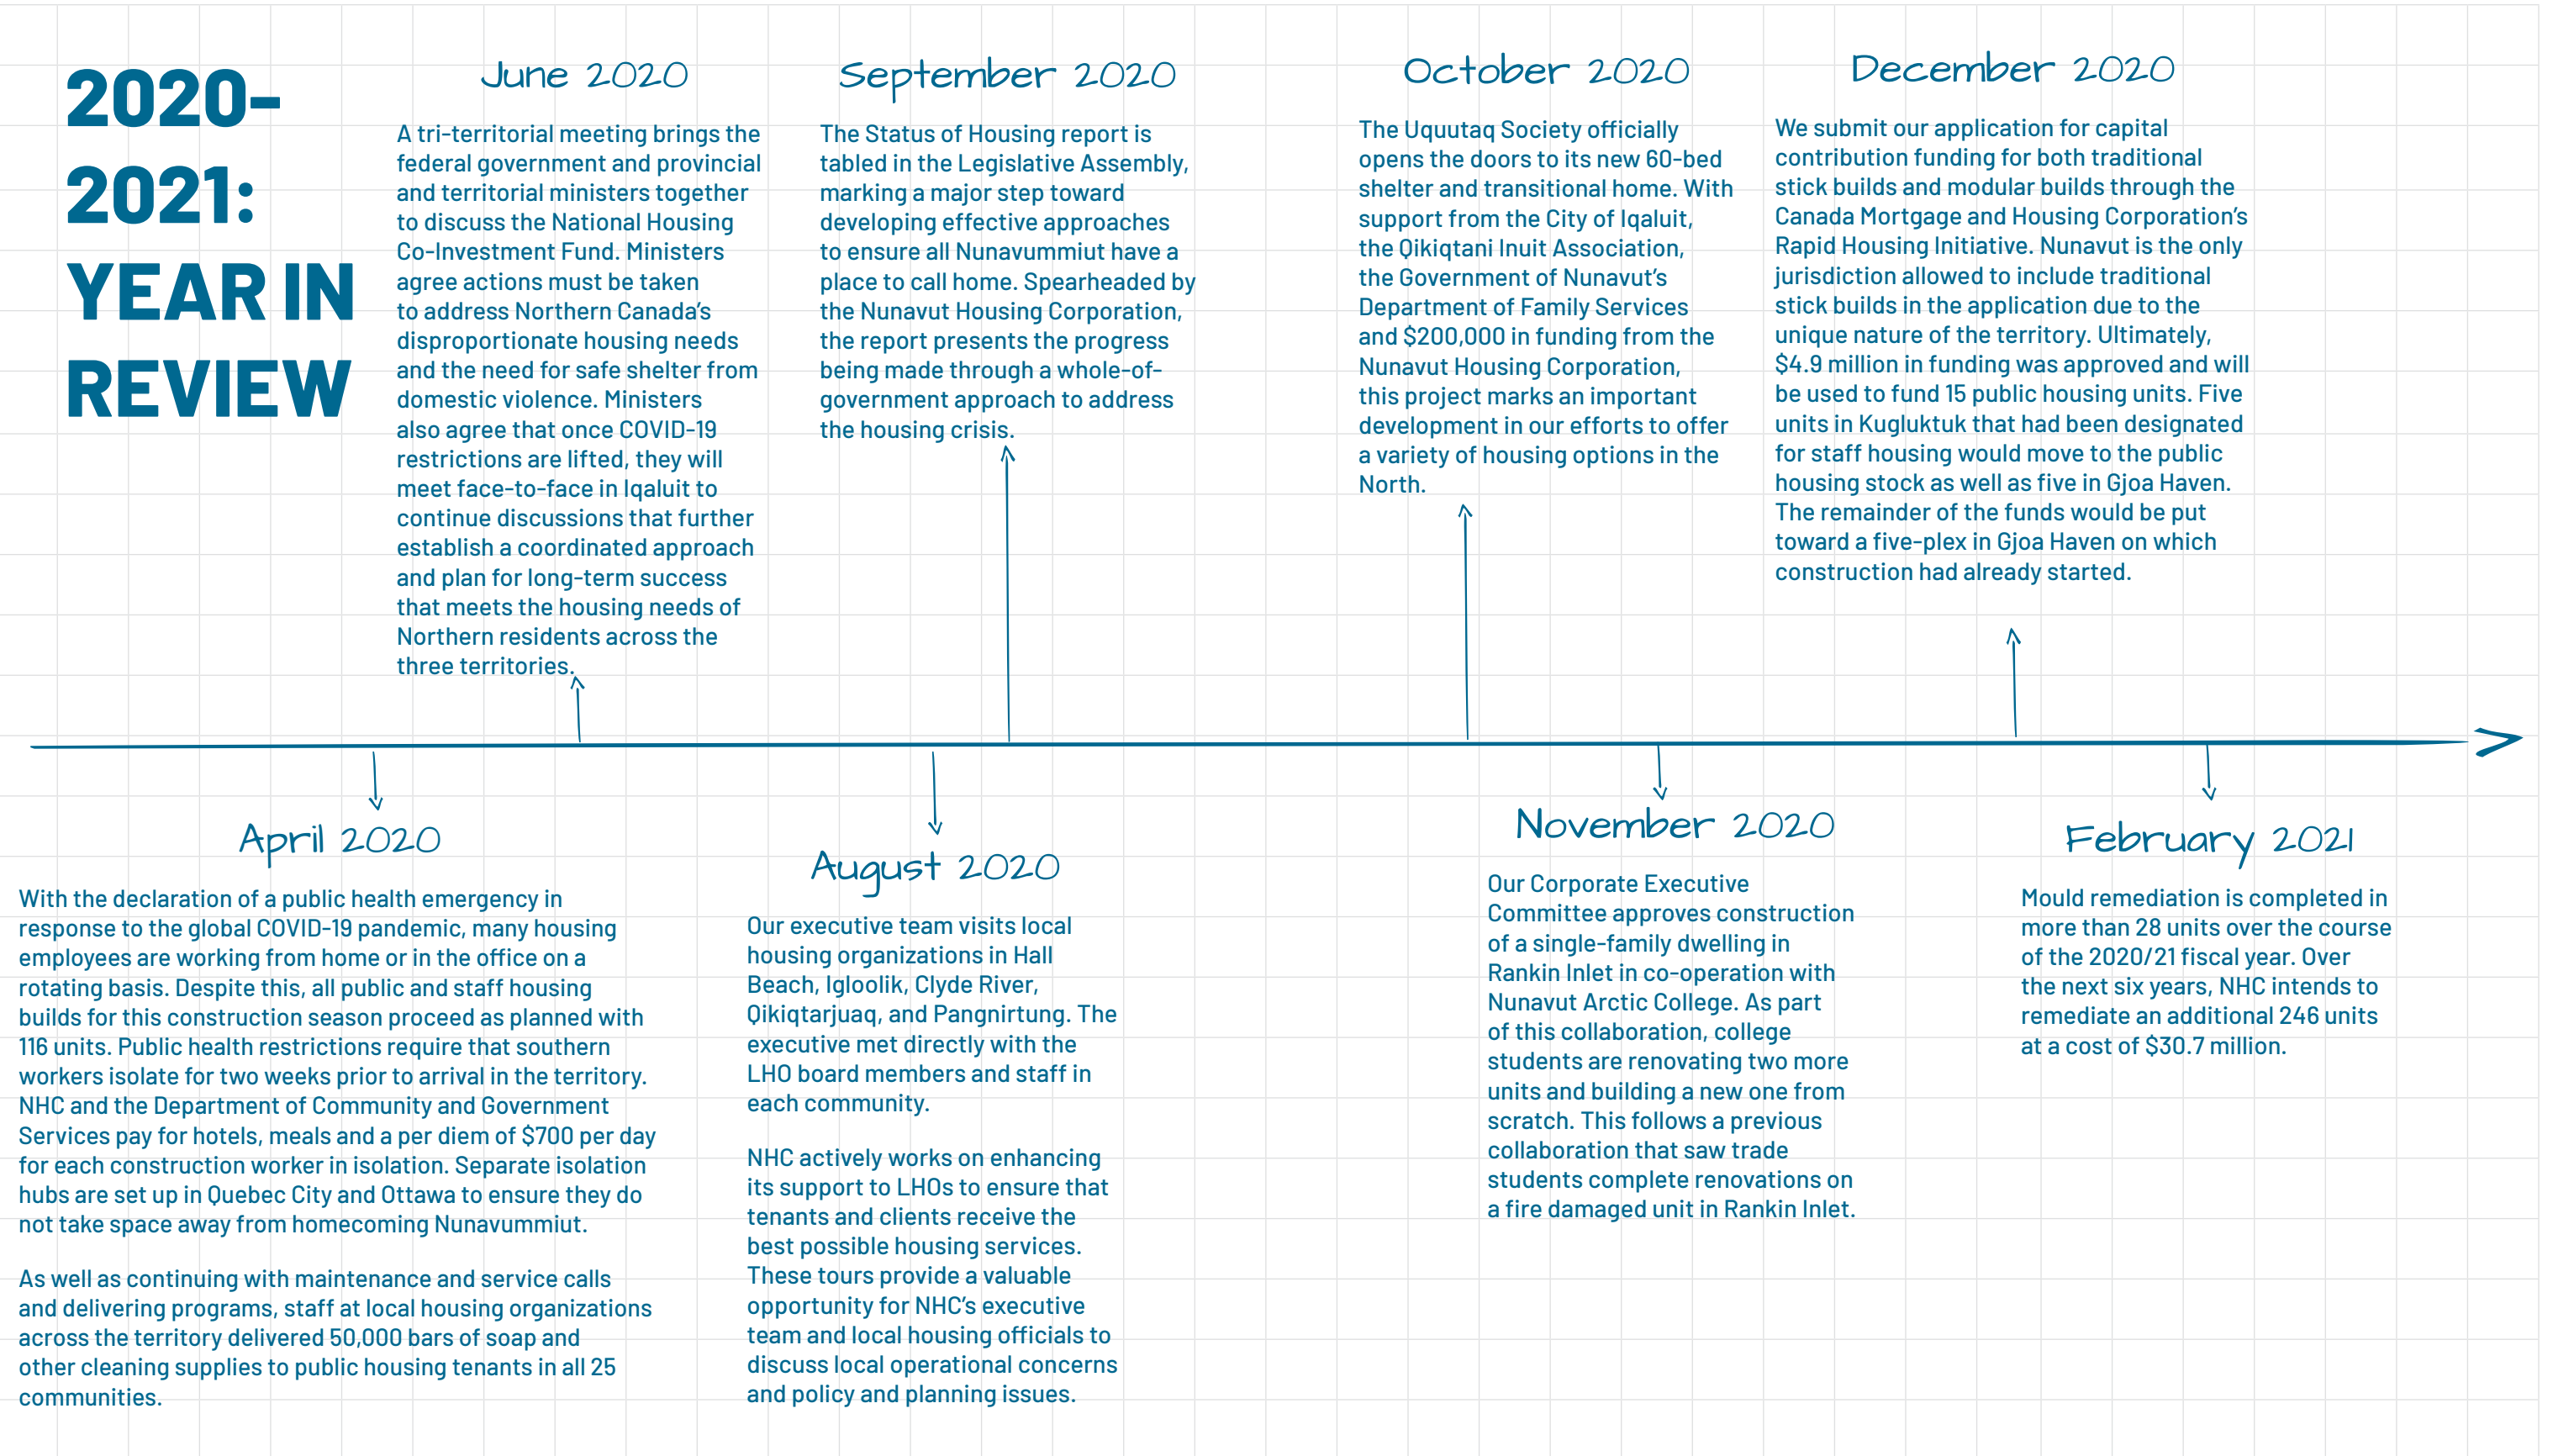 2020-
2021:
YEAR IN
REVIEW
June 2020
A tri-territorial meeting brings the
federal government and provincial
and territorial ministers together
to discuss the National Housing
Co-Investment Fund. Ministers
agree actions must be taken
to address Northern Canada's
disproportionate housing needs
and the need for safe shelter from
domestic violence. Ministers
also agree that once COVID-19
restrictions are lifted, they will
meet face-to-face in Iqaluit to
continue discussions that further
establish a coordinated approach
and plan for long-term success
that meets the housing needs of
Northern residents across the
three territories.
September 2020
The Status of Housing report is
tabled in the Legislative Assembly,
marking a major step toward
developing effective approaches
to ensure all Nunavummiut have a
place to call home. Spearheaded by
the Nunavut Housing Corporation,
the report presents the progress
being made through a whole-of-
government approach to address
the housing crisis.
October 2020
The Uquutaq Society officially
opens the doors to its new 60-bed
shelter and transitional home. With
support from the City of Iqaluit,
the Qikiqtani Inuit Association,
the Government of Nunavut's
Department of Family Services
and $200,000 in funding from the
Nunavut Housing Corporation,
this project marks an important
development in our efforts to offer
a variety of housing options in the
North.
December 2020
We submit our application for capital
contribution funding for both traditional
stick builds and modular builds through the
Canada Mortgage and Housing Corporation's
Rapid Housing Initiative. Nunavut is the only
jurisdiction allowed to include traditional
stick builds in the application due to the
unique nature of the territory. Ultimately,
$4.9 million in funding was approved and will
be used to fund 15 public housing units. Five
units in Kugluktuk that had been designated
for staff housing would move to the public
housing stock as well as five in Gjoa Haven.
The remainder of the funds would be put
toward a five-plex in Gjoa Haven on which
construction had already started.
April 2020
With the declaration of a public health emergency in
response to the global COVID-19 pandemic, many housing
employees are working from home or in the office on a
rotating basis. Despite this, all public and staff housing
builds for this construction season proceed as planned with
116 units. Public health restrictions require that southern
workers isolate for two weeks prior to arrival in the territory.
NHC and the Department of Community and Government
Services pay for hotels, meals and a per diem of $700 per day
for each construction worker in isolation. Separate isolation
hubs are set up in Quebec City and Ottawa to ensure they do
not take space away from homecoming Nunavummiut.
As well as continuing with maintenance and service calls
and delivering programs, staff at local housing organizations
across the territory delivered 50,000 bars of soap and
other cleaning supplies to public housing tenants in all 25
communities.
August 2020
Our executive team visits local
housing organizations in Hall
Beach, Igloolik, Clyde River,
Qikiqtarjuaq, and Pangnirtung. The
executive met directly with the
LHO board members and staff in
each community.
NHC actively works on enhancing
its support to LHOs to ensure that
tenants and clients receive the
best possible housing services.
These tours provide a valuable
opportunity for NHC's executive
team and local housing officials to
discuss local operational concerns
and policy and planning issues.
November 2020
Our Corporate Executive
Committee approves construction
of a single-family dwelling in
Rankin Inlet in co-operation with
Nunavut Arctic College. As part
of this collaboration, college
students are renovating two more
units and building a new one from
scratch. This follows a previous
collaboration that saw trade
students complete renovations on
a fire damaged unit in Rankin Inlet.
February 2021
Mould remediation is completed in
more than 28 units over the course
of the 2020/21 fiscal year. Over
the next six years, NHC intends to
remediate an additional 246 units
at a cost of $30.7 million.